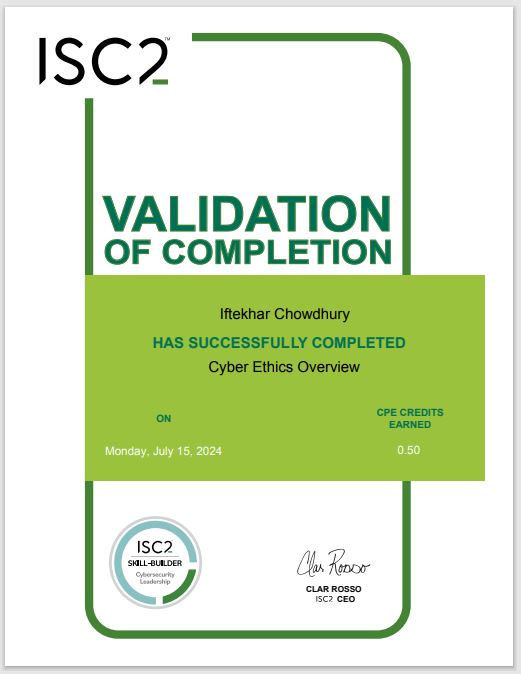 ISC2™
VALIDATION
OF COMPLETION
Iftekhar Chowdhury
HAS SUCCESSFULLY COMPLETED
Cyber Ethics Overview
ON
CPE CREDITS
EARNED
Monday, July 15, 2024
0.50
ISC2
SKILL-BUILDER
Cybersecurity
Leadership
Clar Rosso
CLAR ROSSO
ISC2 CEO